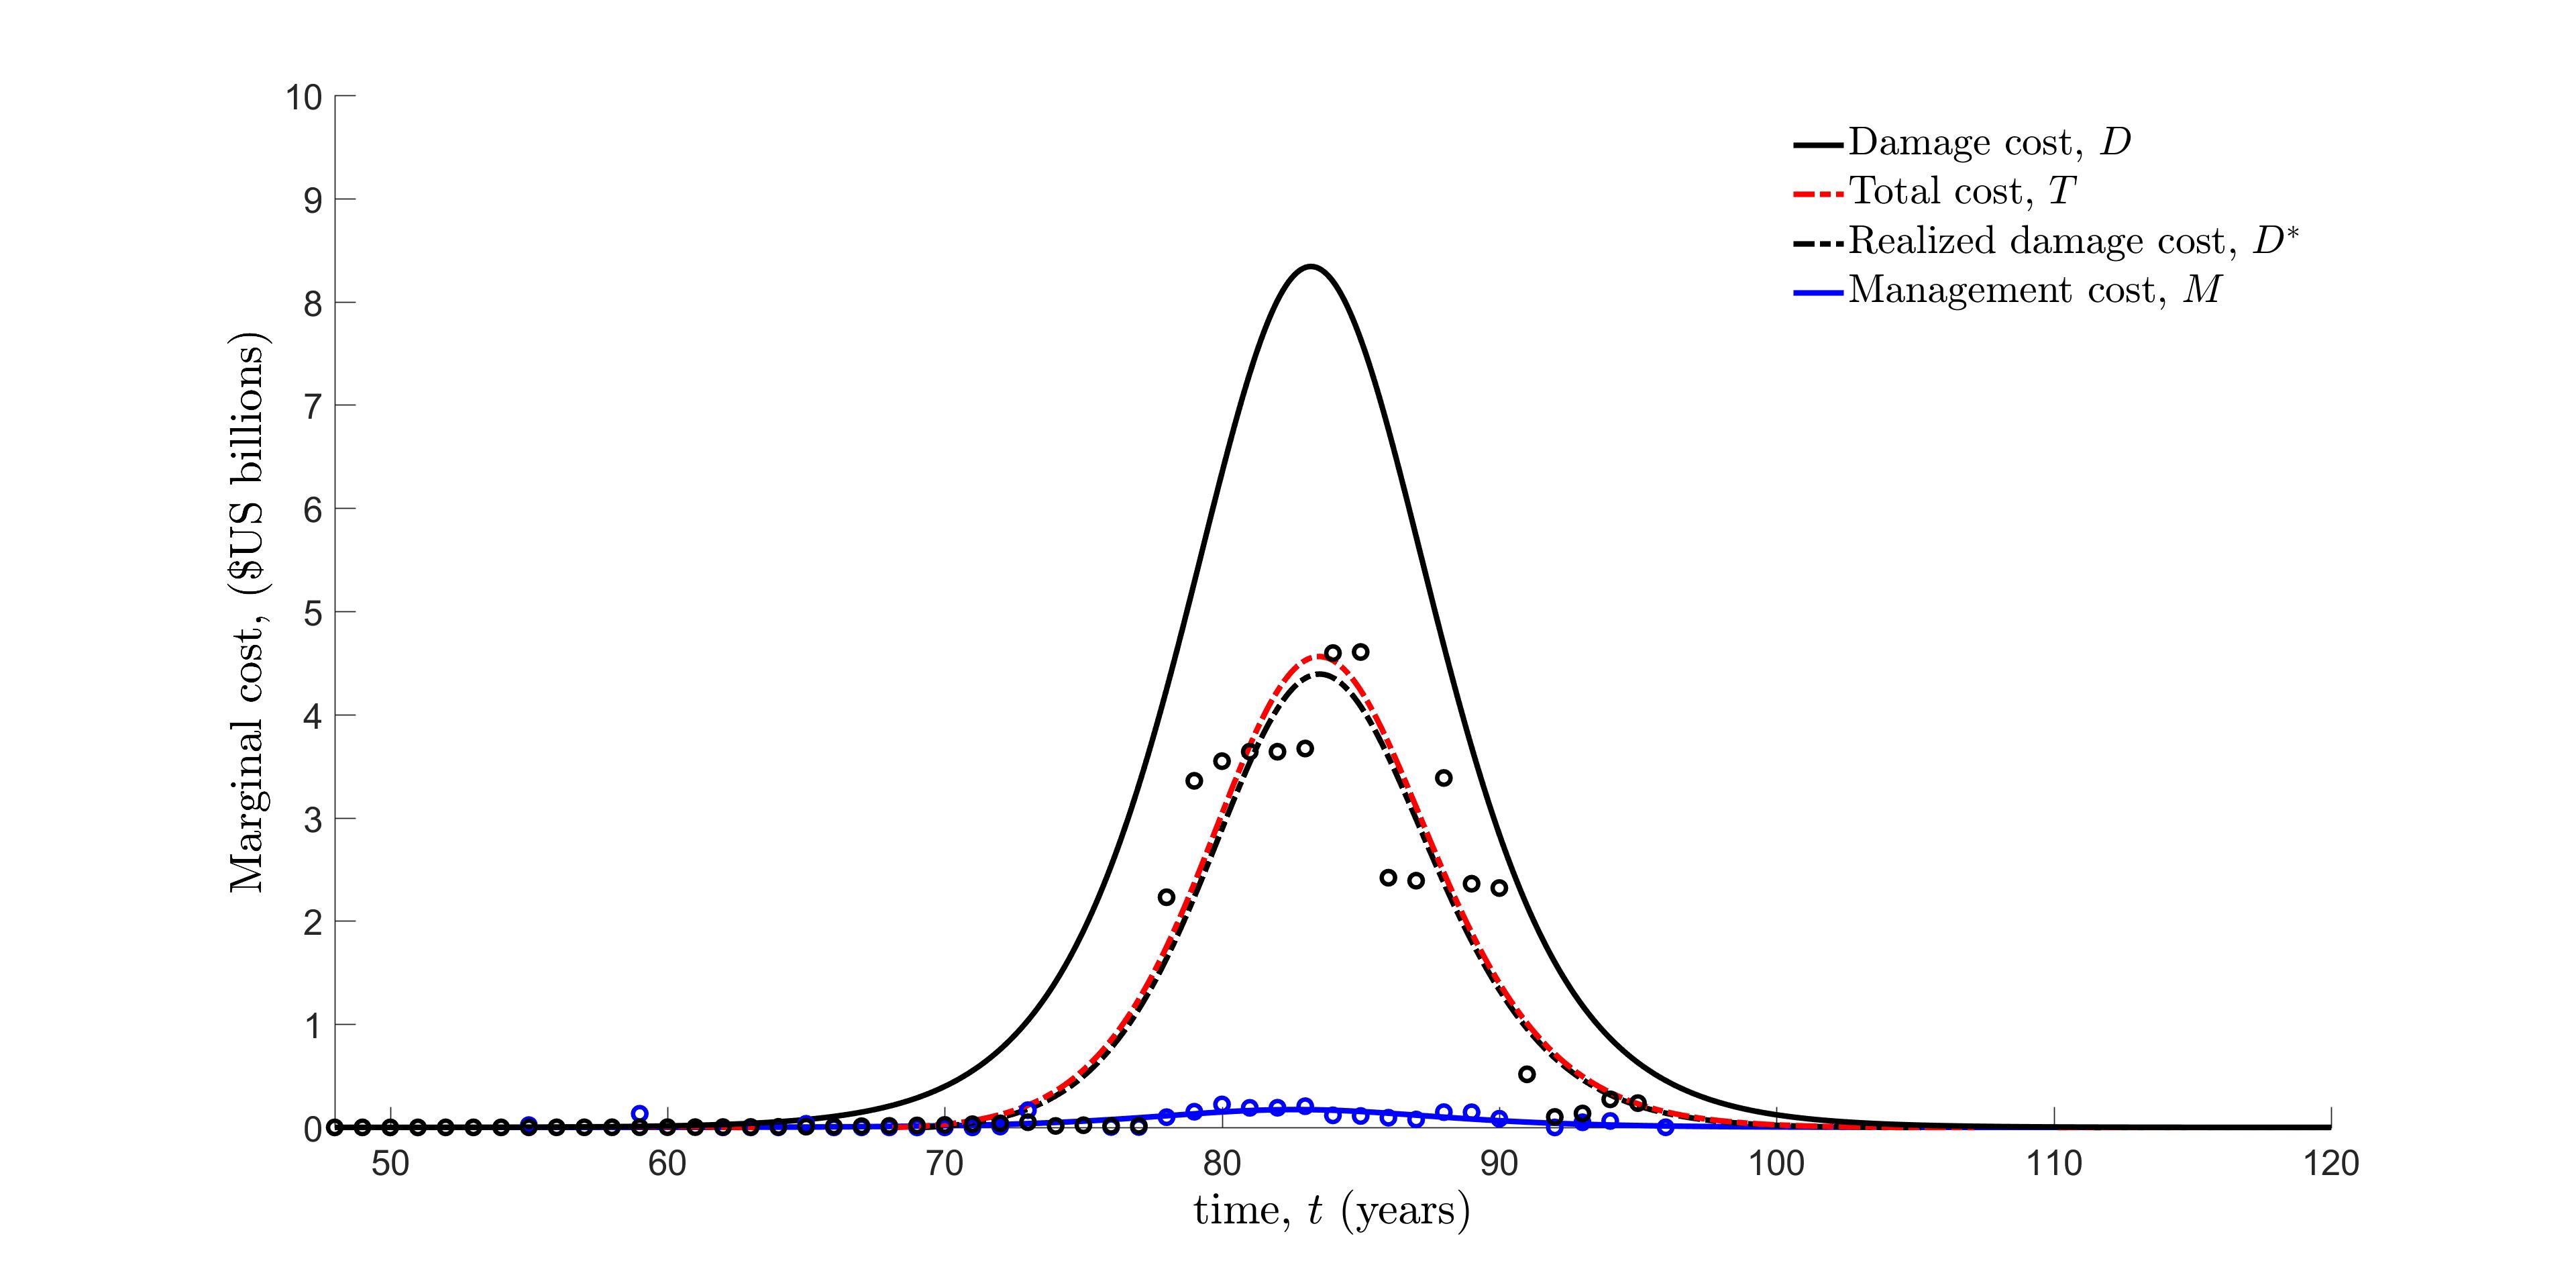 10
9
8
7
6
5
4
3
2
1
0
Marginal cost, ($US billions)
Damage cost, D
Total cost, T
Realized damage cost, D*
Management cost, M
50 60 70 80 90 100 110 120
time, t (years)